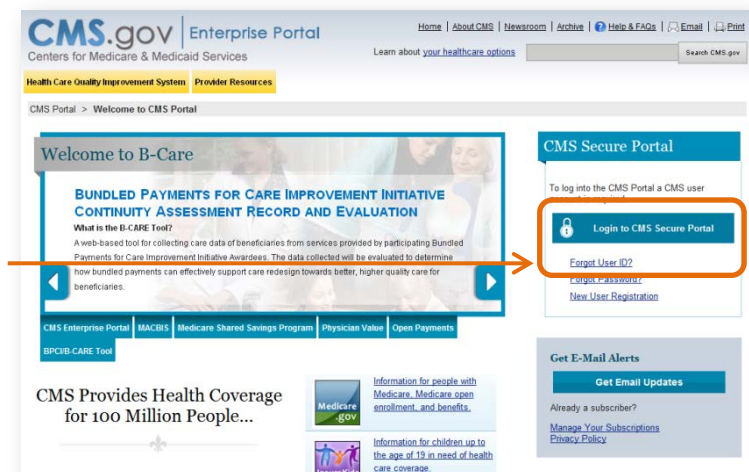 CMS.gov Enterprise Portal
Centers for Medicare & Medicaid Services
Home | About CMS | Newsroom | Archive | Help & FAQs | Email | Print
Learn about your healthcare options
Search CMS.gov
Health Care Quality Improvement System Provider Resources
CMS Portal > Welcome to CMS Portal
Welcome to B-Care
BUNDLED PAYMENTS FOR CARE IMPROVEMENT INITIATIVE
CONTINUITY ASSESSMENT RECORD AND EVALUATION
What is the B-CARE Tool?
A web-based tool for collecting care data of beneficiaries from services provided by participating Bundled
Payments for Care Improvement Initiative Awardees. The data collected will be evaluated to determine
how bundled payments can effectively support care redesign towards better, higher quality care for
beneficiaries.
CMS Enterprise Portal MACBIS Medicare Shared Savings Program Physician Value Open Payments
BPCI/B-CARE Tool
CMS Provides Health Coverage
for 100 Million People...
Medicare
.gov
Information for people with
Medicare, Medicare open
enrollment, and benefits.
Information for children up to
the age of 19 in need of health
care coverage.
CMS Secure Portal
To log into the CMS Portal a CMS user
Login to CMS Secure Portal
Forgot User ID?
Forgot Password?
New User Registration
Get E-Mail Alerts
Get Email Updates
Already a subscriber?
Manage Your Subscriptions
Privacy Policy